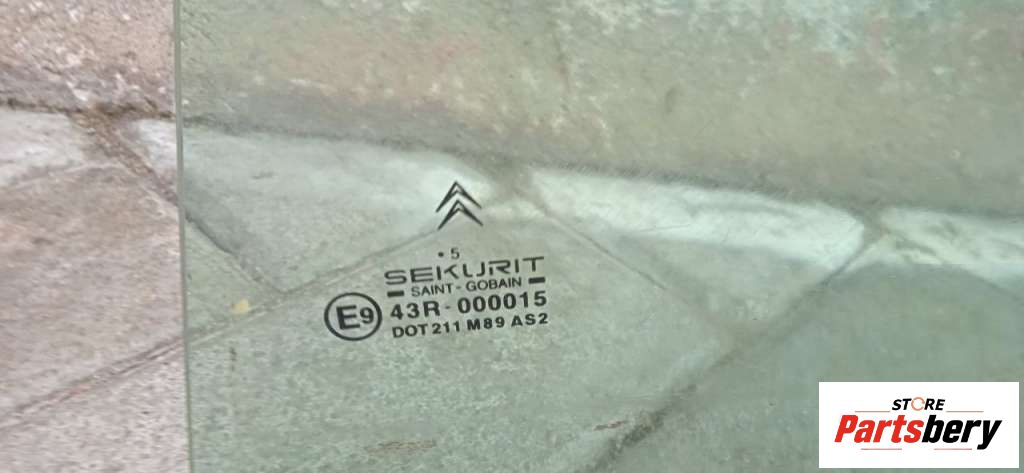 • 5
SEKURIT
SAINT - GOBAIN
E9
43R - 000015
DOT 211 M89 AS2
STORE
Partsbery